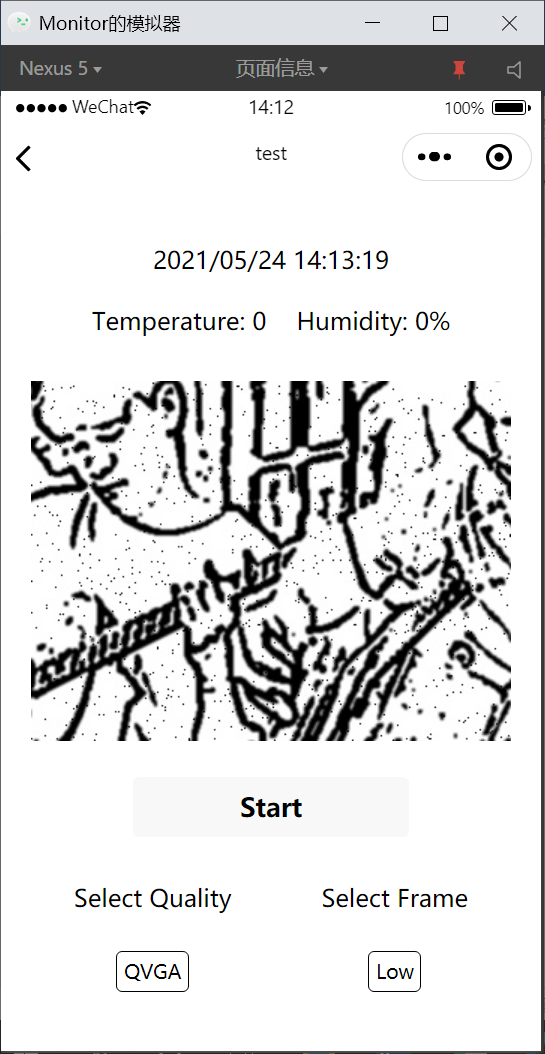 Monitor的模拟器
Nexus 5 页面信息
WeChat 14:12 100%
test
2021/05/24 14:13:19
Temperature: 0 Humidity: 0%
Start
Select Quality Select Frame
QVGA Low